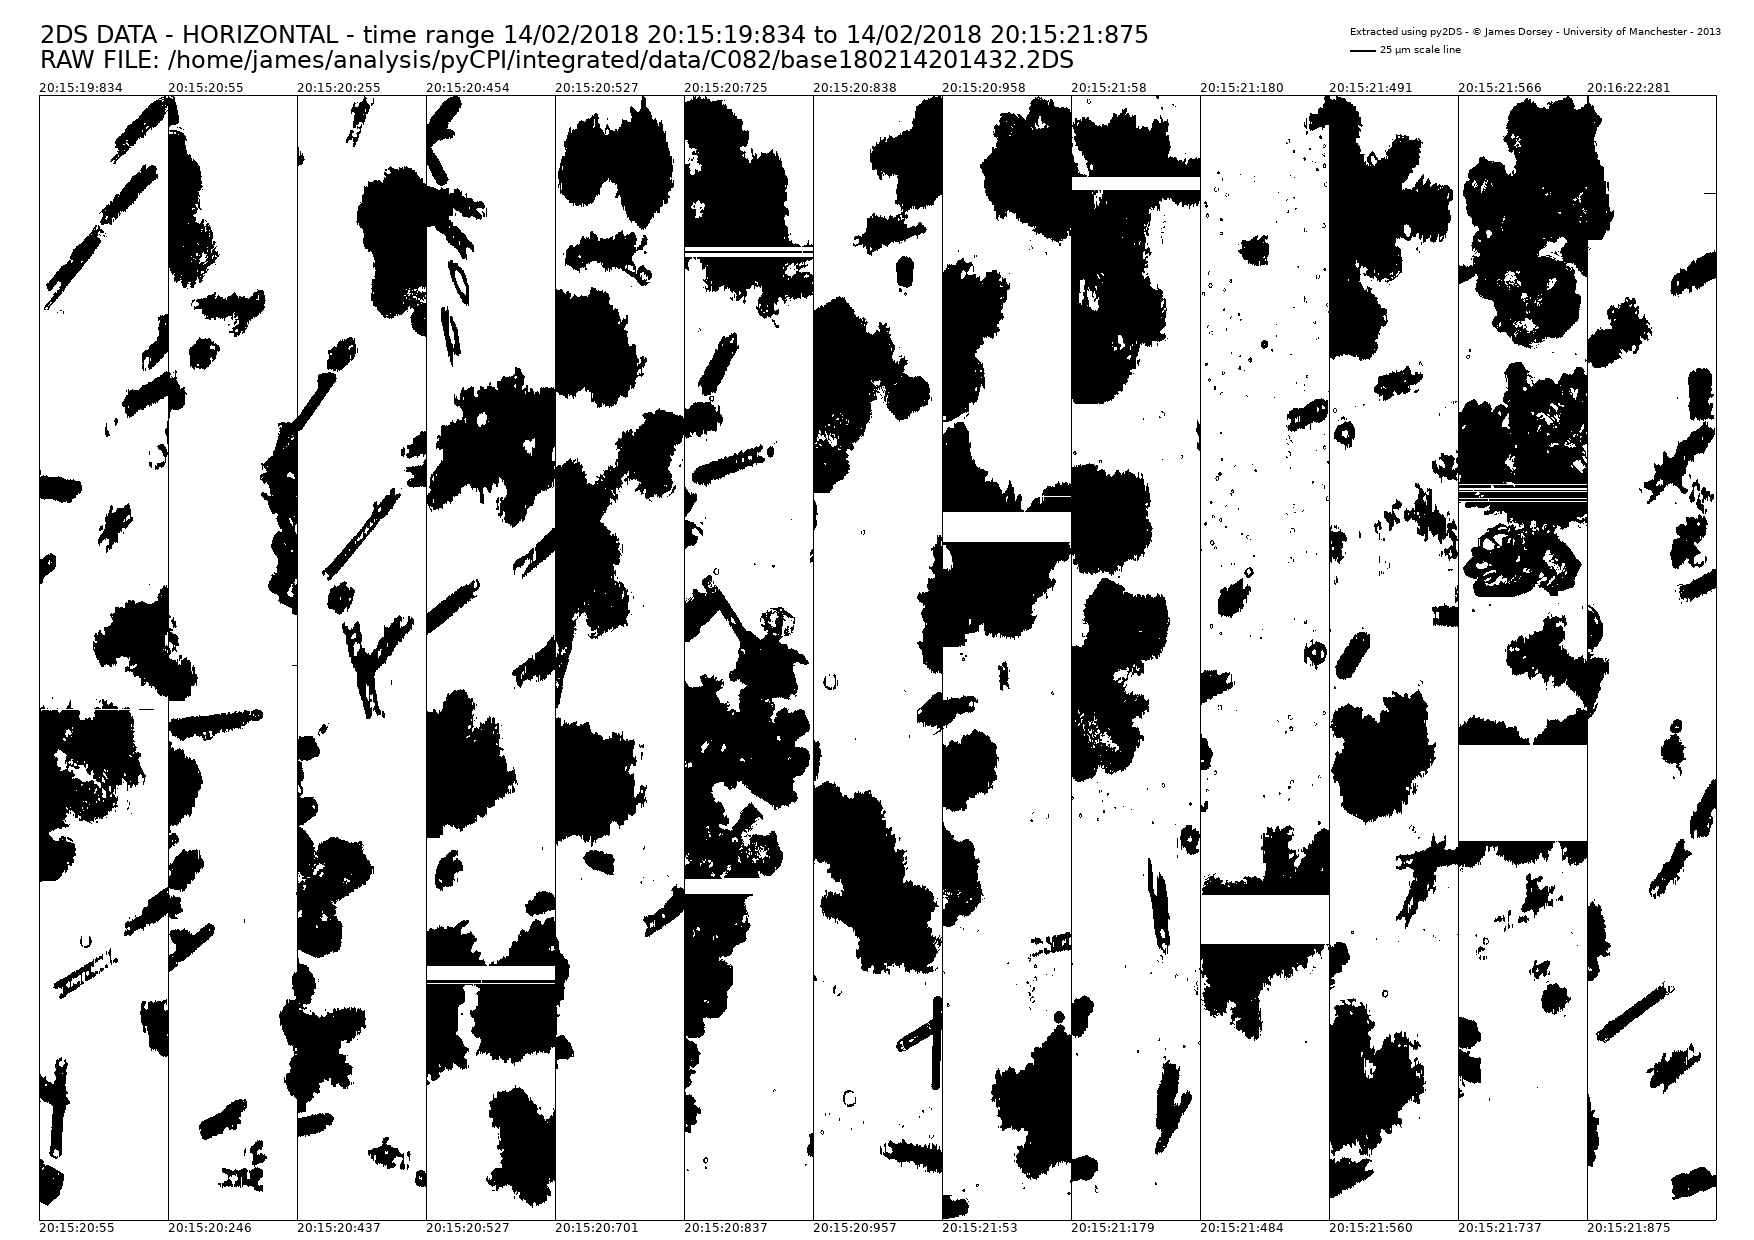 2DS DATA - HORIZONTAL - time range 14/02/2018 20:15:19:834 to 14/02/2018 20:15:21:875
RAW FILE: /home/james/analysis/pyCPI/integrated/data/C082/base180214201432.2DS
Extracted using py2DS - © James Dorsey - University of Manchester - 2013
25 µm scale line
20:15:19:834 20:15:20:55 20:15:20:255 20:15:20:454 20:15:20:527 20:15:20:725 20:15:20:838 20:15:20:958 20:15:21:58 20:15:21:180 20:15:21:491 20:15:21:566 20:16:22:281
20:15:20:55 20:15:20:246 20:15:20:437 20:15:20:527 20:15:20:701 20:15:20:837 20:15:20:957 20:15:21:53 20:15:21:179 20:15:21:484 20:15:21:560 20:15:21:737 20:16:21:875